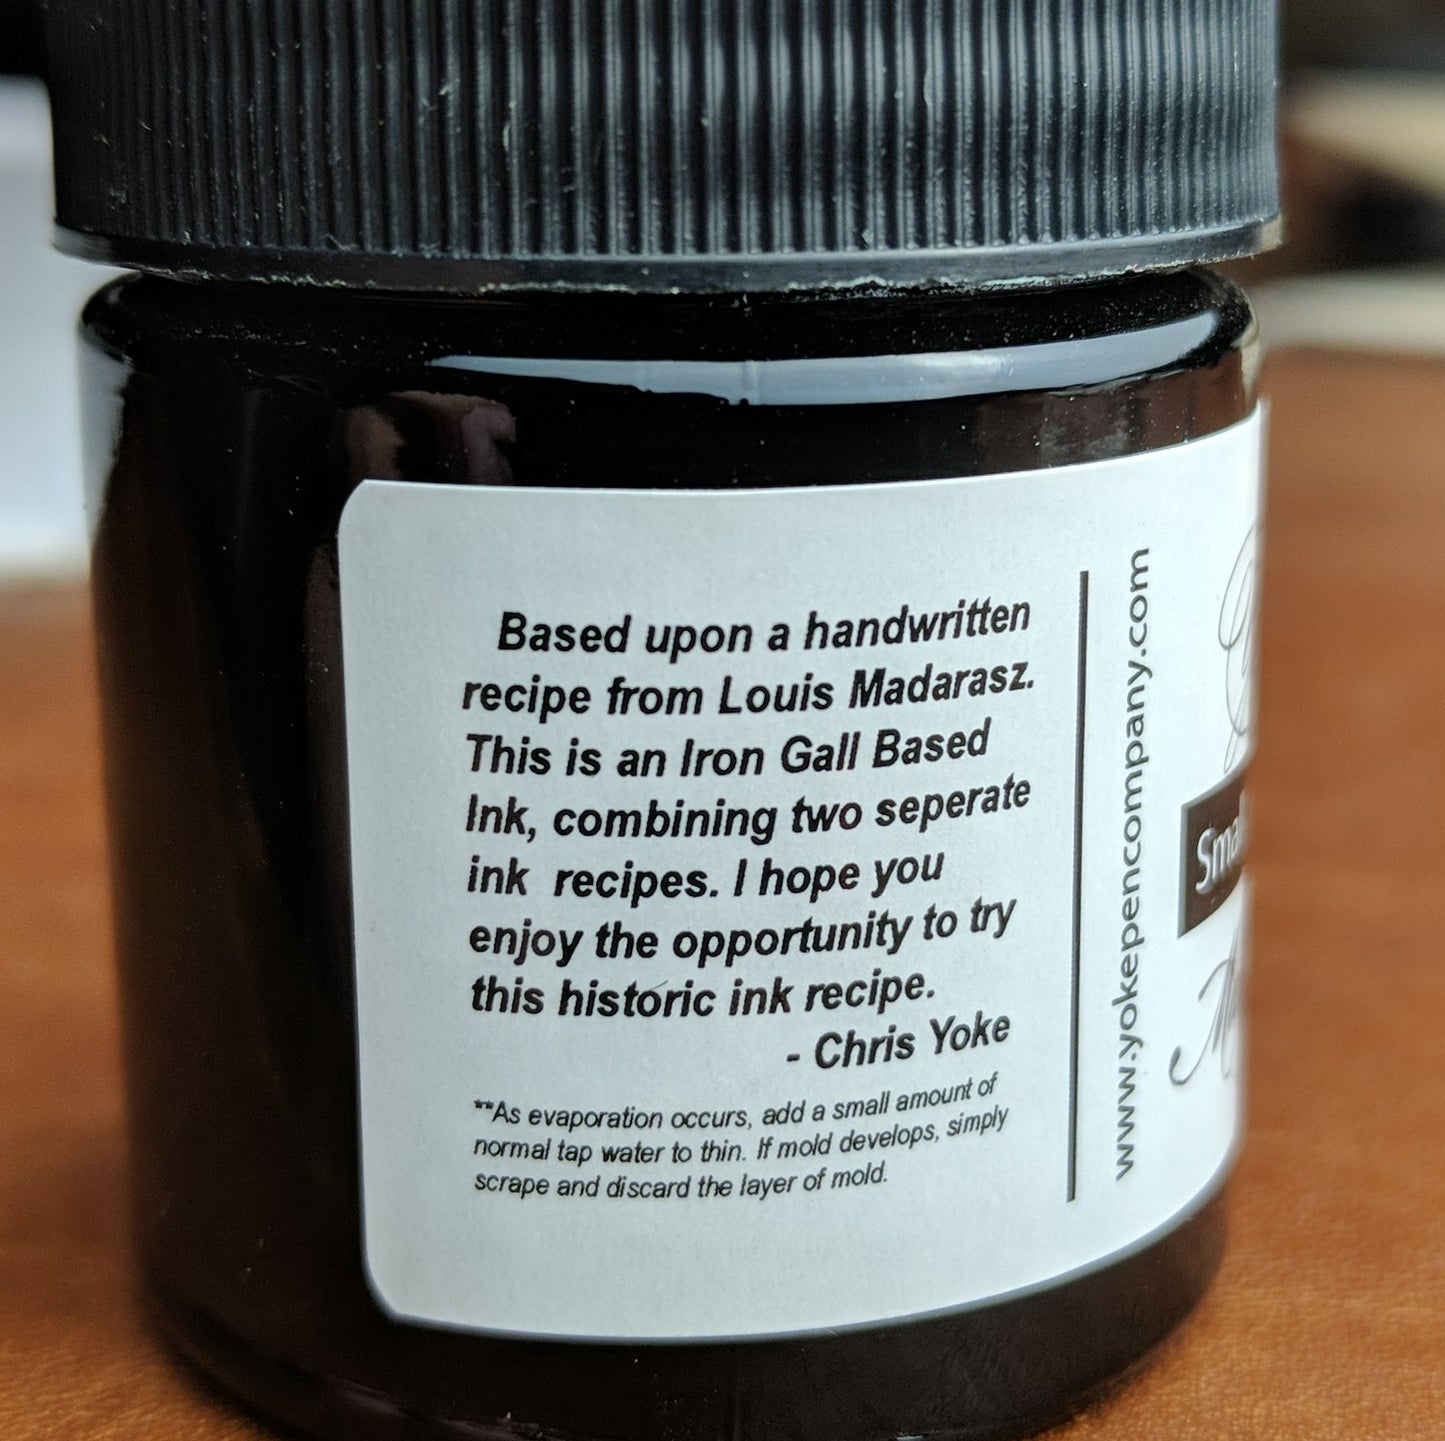 Based upon a handwritten
recipe from Louis Madarasz.
This is an Iron Gall Based
Ink, combining two seperate
ink recipes. I hope you
enjoy the opportunity to try
this historic ink recipe.
- Chris Yoke
**As evaporation occurs, add a small amount of
normal tap water to thin. If mold develops, simply
scrape and discard the layer of mold.
www.yokepencompany.com